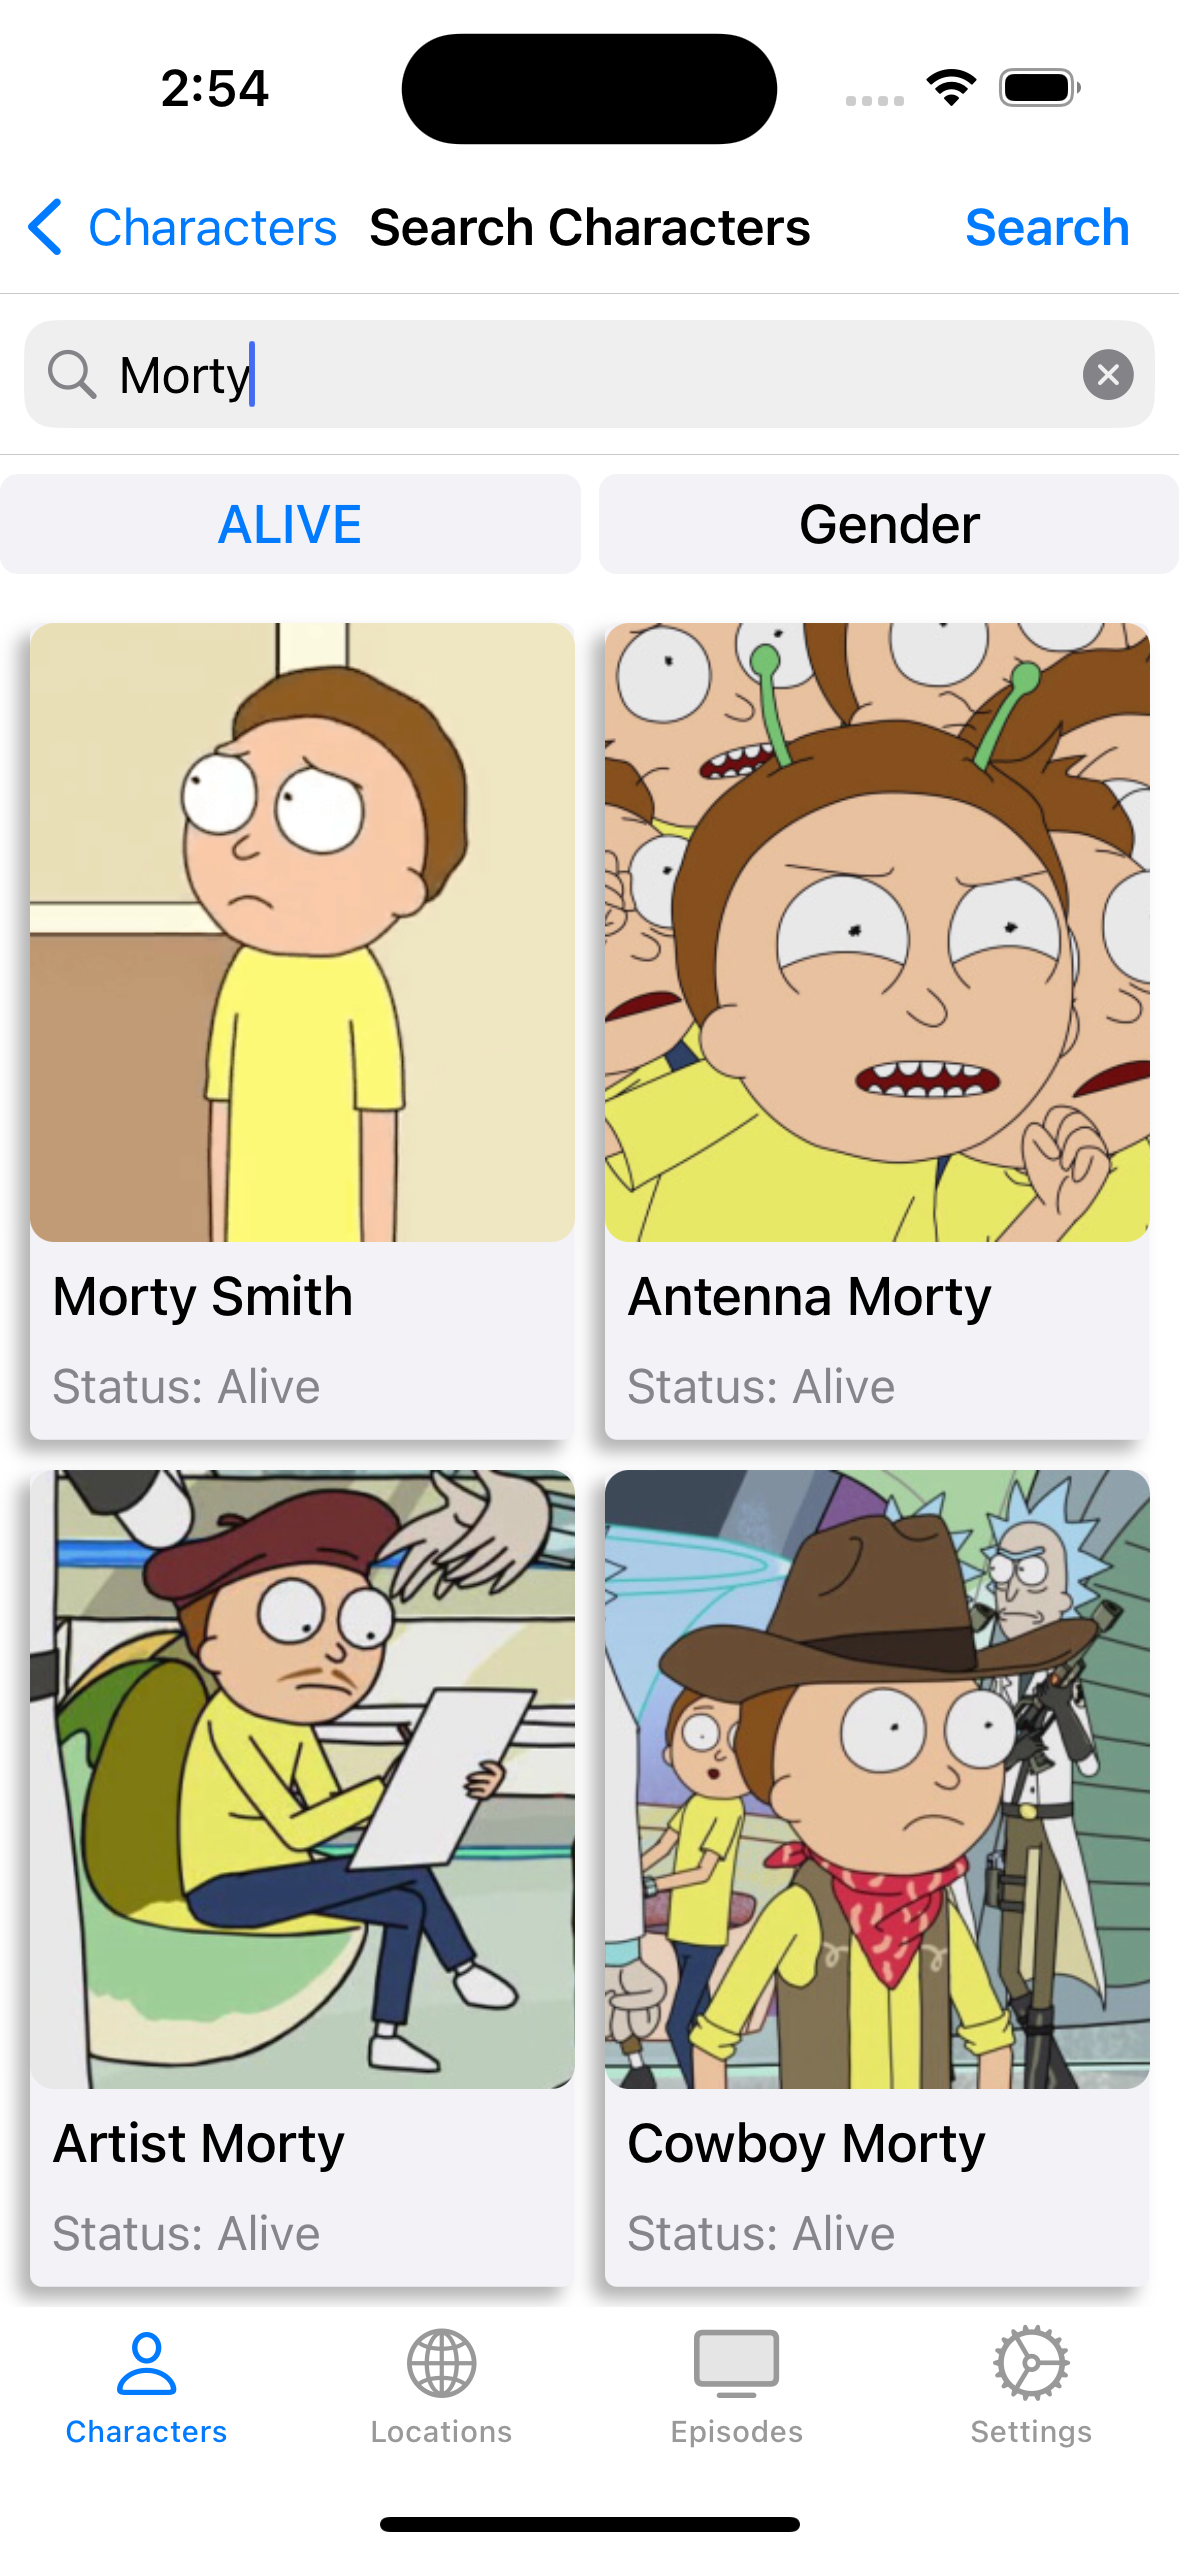 2:54
Characters Search Characters Search
Morty
ALIVE Gender
Morty Smith Antenna Morty
Status: Alive Status: Alive
Artist Morty Cowboy Morty
Status: Alive Status: Alive
Characters Locations Episodes Settings